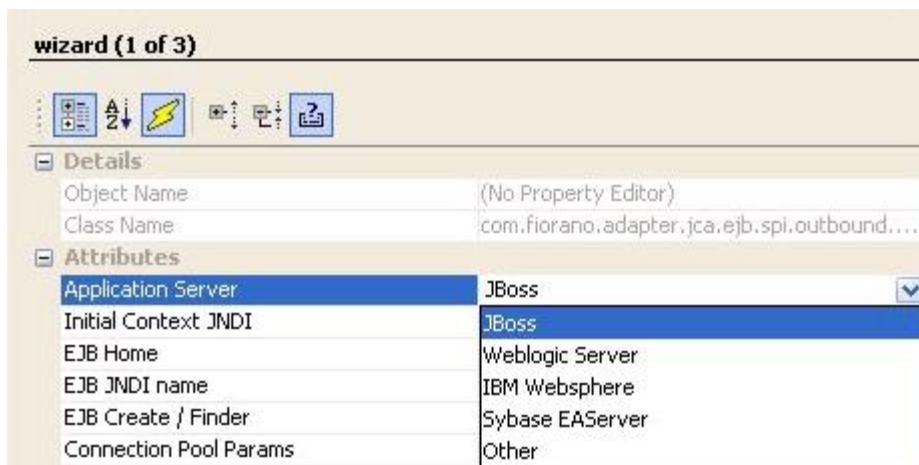 wizard (1 of 3)
Details
Object Name (No Property Editor)
Class Name com.fiorano.adapter.jca.ejb.spi.outbound....
Attributes
Application Server JBoss
Initial Context JNDI JBoss
EJB Home Weblogic Server
EJB JNDI name IBM Websphere
EJB Create / Finder Sybase EAServer
Connection Pool Params Other